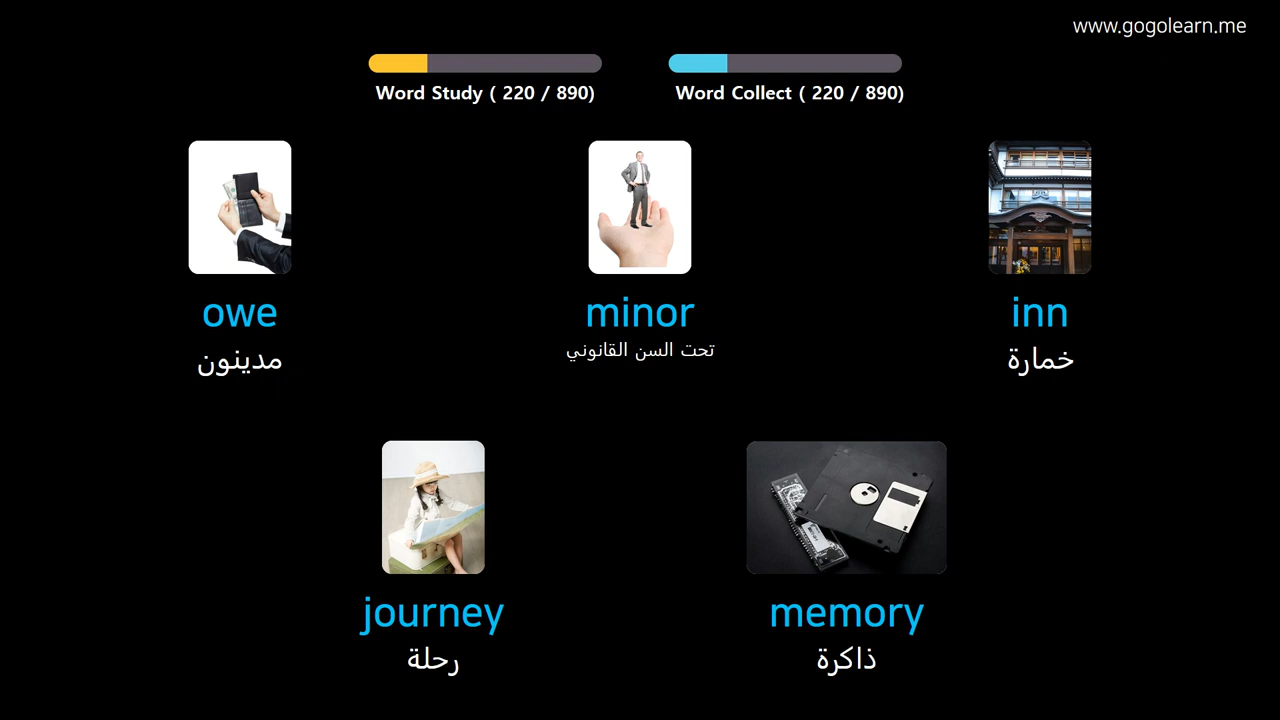 www.gogolearn.me
Word Study ( 220 / 890)
Word Collect ( 220 / 890)
owe
مدينون
minor
تحت السن القانوني
inn
خمارة
journey
رحلة
memory
ذاكرة